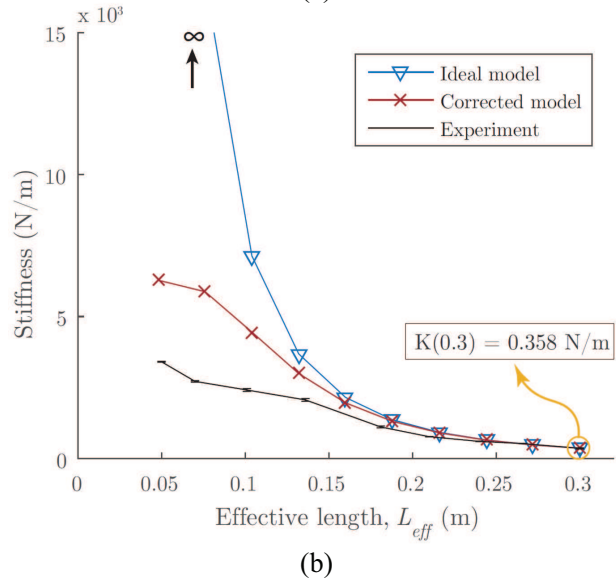 x 10³
15
10
5
0
∞
Ideal model
Corrected model
Experiment
K(0.3) = 0.358 N/m
Stiffness (N/m)
0.05 0.1 0.15 0.2 0.25 0.3
Effective length, L_eff (m)
(b)